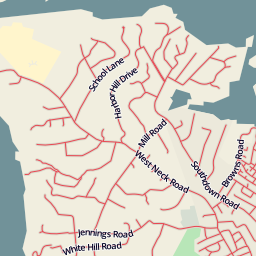 School Lane
Harbor Hill Drive
Mill Road
West Neck Road
Southdown Road
Browns Road
Jennings Road
White Hill Road